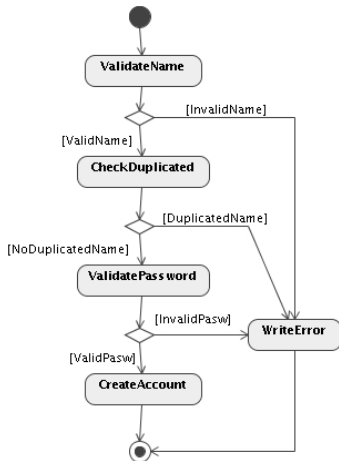 ValidateName
[InvalidName]
[ValidName]
CheckDuplicated
[DuplicatedName]
[NoDuplicatedName]
ValidatePassword
[InvalidPasw]
WriteError
[ValidPasw]
CreateAccount